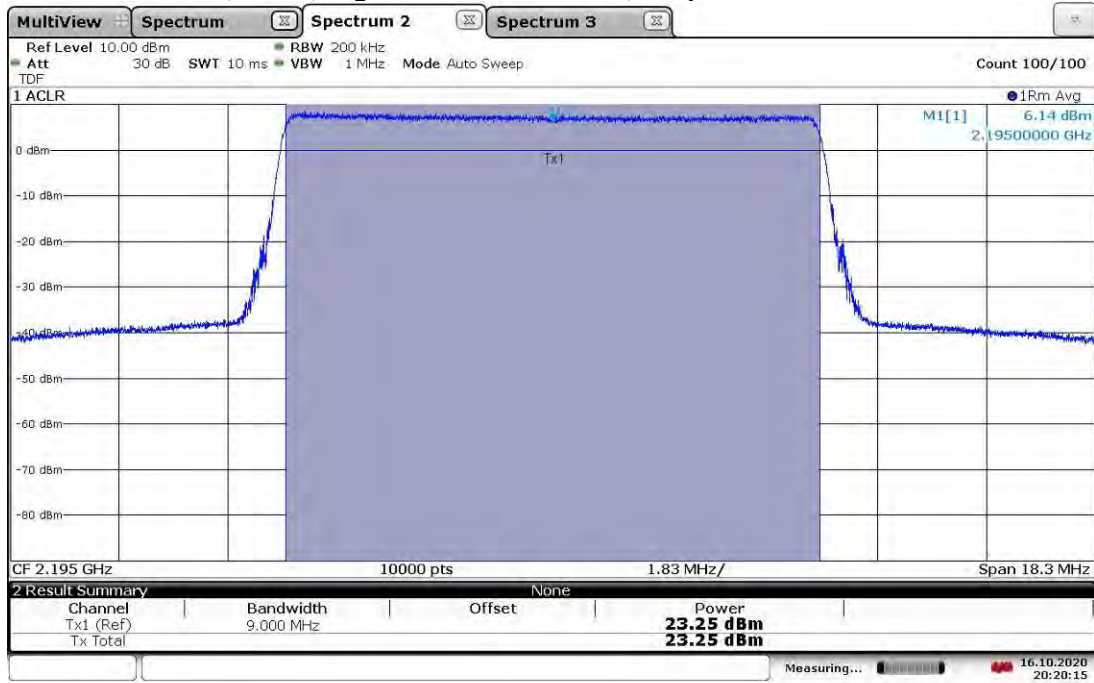 MultiView Spectrum Spectrum 2 Spectrum 3
Ref Level 10.00 dBm RBW 200 kHz
Att 30 dB SWT 10 ms VBW 1 MHz Mode Auto Sweep Count 100/100
TDF
1 ACLR 1Rm Avg
M1[1] 6.14 dBm
2.19500000 GHz
0 dBm
Tx1
-10 dBm
-20 dBm
-30 dBm
-40 dBm
-50 dBm
-60 dBm
-70 dBm
-80 dBm
CF 2.195 GHz 10000 pts 1.83 MHz/ Span 18.3 MHz
2 Result Summary None
Channel Bandwidth Offset Power
Tx1 (Ref) 9.000 MHz 23.25 dBm
Tx Total 23.25 dBm
Measuring... 16.10.2020
20:20:15